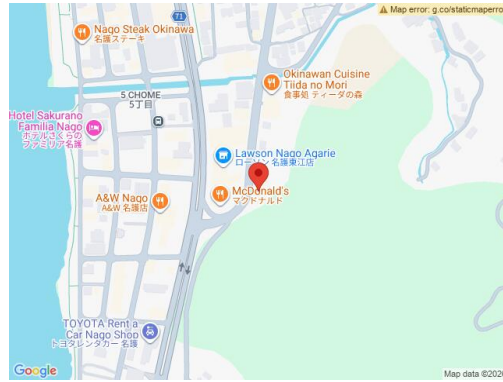 Map error: g.co/staticmaperro
71
Nago Steak Okinawa
名護ステーキ
Okinawan Cuisine
Tiida no Mori
食事処 ティーダの森
5 CHOME
5丁目
Hotel Sakurano
Familia Nago
ホテルさくらの
ファミリア名護
Lawson Nago Agarie
ローソン 名護東江店
McDonald's
マクドナルド
A&W Nago
A&W 名護店
TOYOTA Rent a
Car Nago Shop
トヨタレンタカー 名護
Google
Map data ©2026